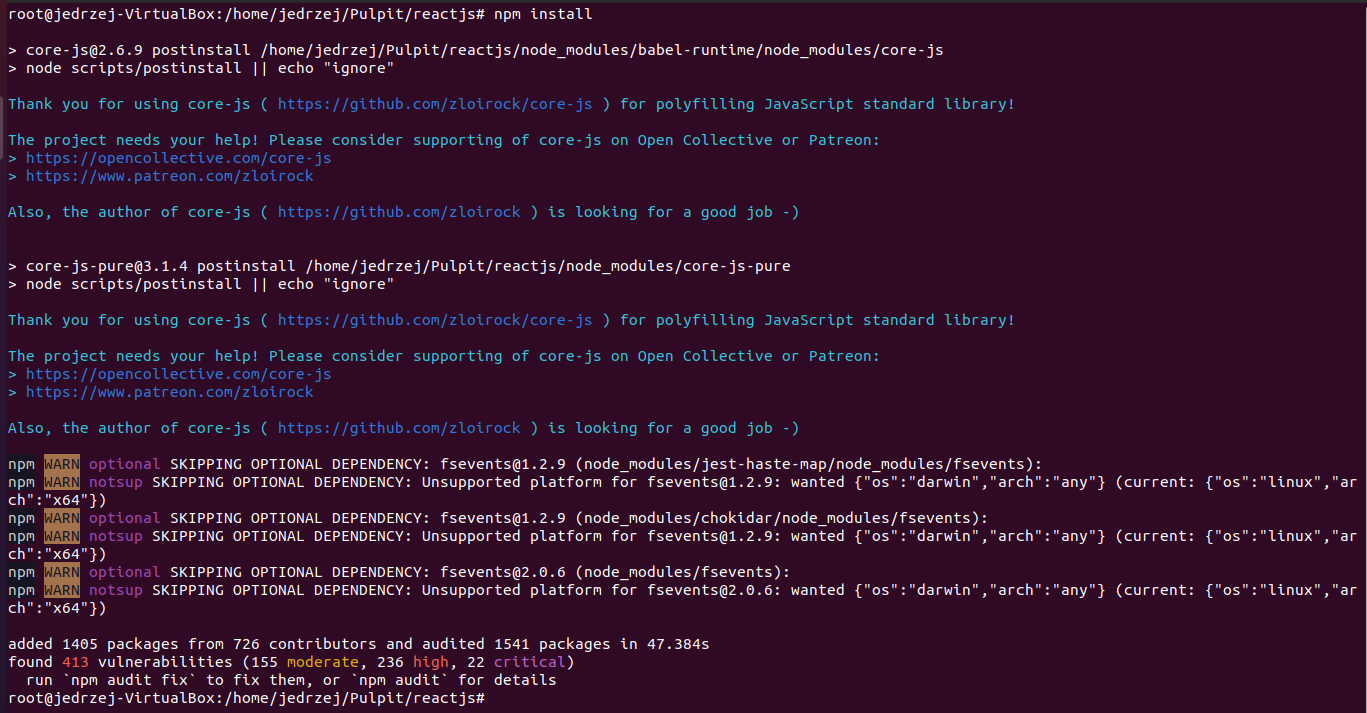 root@jedrzej-VirtualBox:/home/jedrzej/Pulpit/reactjs# npm install
> core-js@2.6.9 postinstall /home/jedrzej/Pulpit/reactjs/node_modules/babel-runtime/node_modules/core-js
> node scripts/postinstall || echo "ignore"
Thank you for using core-js ( https://github.com/zloirock/core-js ) for polyfilling JavaScript standard library!
The project needs your help! Please consider supporting of core-js on Open Collective or Patreon:
> https://opencollective.com/core-js
> https://www.patreon.com/zloirock
Also, the author of core-js ( https://github.com/zloirock ) is looking for a good job -)
> core-js-pure@3.1.4 postinstall /home/jedrzej/Pulpit/reactjs/node_modules/core-js-pure
> node scripts/postinstall || echo "ignore"
Thank you for using core-js ( https://github.com/zloirock/core-js ) for polyfilling JavaScript standard library!
The project needs your help! Please consider supporting of core-js on Open Collective or Patreon:
> https://opencollective.com/core-js
> https://www.patreon.com/zloirock
Also, the author of core-js ( https://github.com/zloirock ) is looking for a good job -)
npm WARN optional SKIPPING OPTIONAL DEPENDENCY: fsevents@1.2.9 (node_modules/jest-haste-map/node_modules/fsevents):
npm WARN notsup SKIPPING OPTIONAL DEPENDENCY: Unsupported platform for fsevents@1.2.9: wanted {"os":"darwin","arch":"any"} (current: {"os":"linux","ar
ch":"x64"})
npm WARN optional SKIPPING OPTIONAL DEPENDENCY: fsevents@1.2.9 (node_modules/chokidar/node_modules/fsevents):
npm WARN notsup SKIPPING OPTIONAL DEPENDENCY: Unsupported platform for fsevents@1.2.9: wanted {"os":"darwin","arch":"any"} (current: {"os":"linux","ar
ch":"x64"})
npm WARN optional SKIPPING OPTIONAL DEPENDENCY: fsevents@2.0.6 (node_modules/fsevents):
npm WARN notsup SKIPPING OPTIONAL DEPENDENCY: Unsupported platform for fsevents@2.0.6: wanted {"os":"darwin","arch":"any"} (current: {"os":"linux","ar
ch":"x64"})
added 1405 packages from 726 contributors and audited 1541 packages in 47.384s
found 413 vulnerabilities (155 moderate, 236 high, 22 critical)
run `npm audit fix` to fix them, or `npm audit` for details
root@jedrzej-VirtualBox:/home/jedrzej/Pulpit/reactjs#